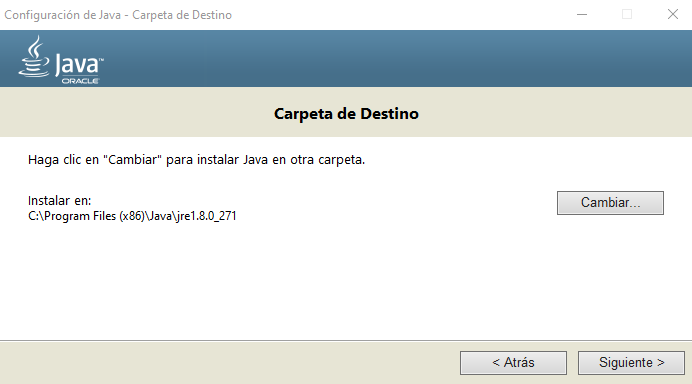 Configuración de Java - Carpeta de Destino
Java™
ORACLE
Carpeta de Destino
Haga clic en "Cambiar" para instalar Java en otra carpeta.
Instalar en:
C:\Program Files (x86)\Java\jre1.8.0_271
Cambiar...
< Atrás
Siguiente >